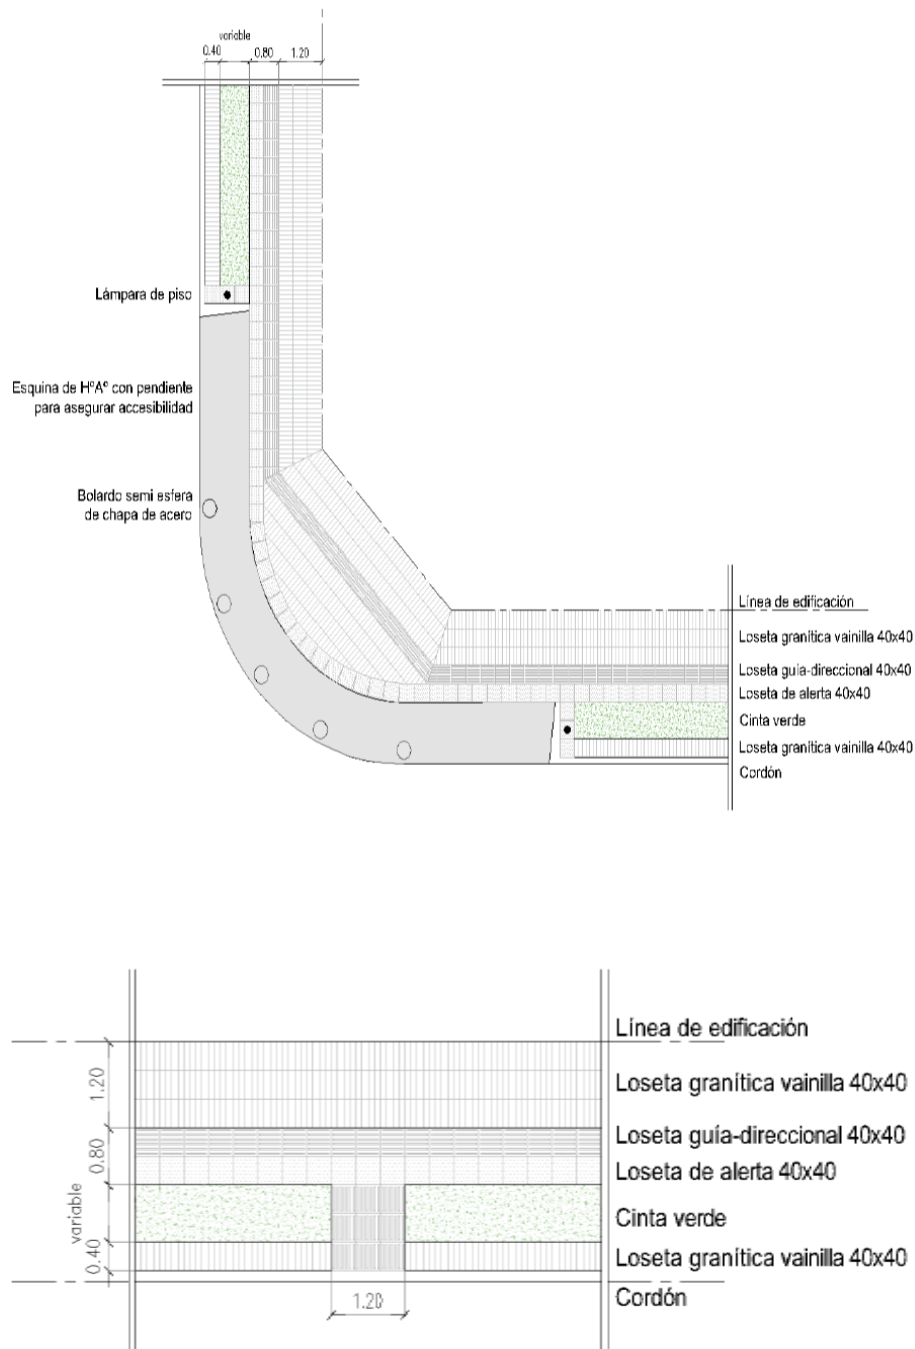 variable
0.40 0.80 1.20
Lámpara de piso
Esquina de HºAº con pendiente
para asegurar accesibilidad
Bolardo semi esfera
de chapa de acero
Línea de edificación
Loseta granítica vainilla 40x40
Loseta guía-direccional 40x40
Loseta de alerta 40x40
Cinta verde
Loseta granítica vainilla 40x40
Cordón
Línea de edificación
1.20
Loseta granítica vainilla 40x40
0.80
Loseta guía-direccional 40x40
Loseta de alerta 40x40
variable
Cinta verde
0.40
Loseta granítica vainilla 40x40
1.20
Cordón